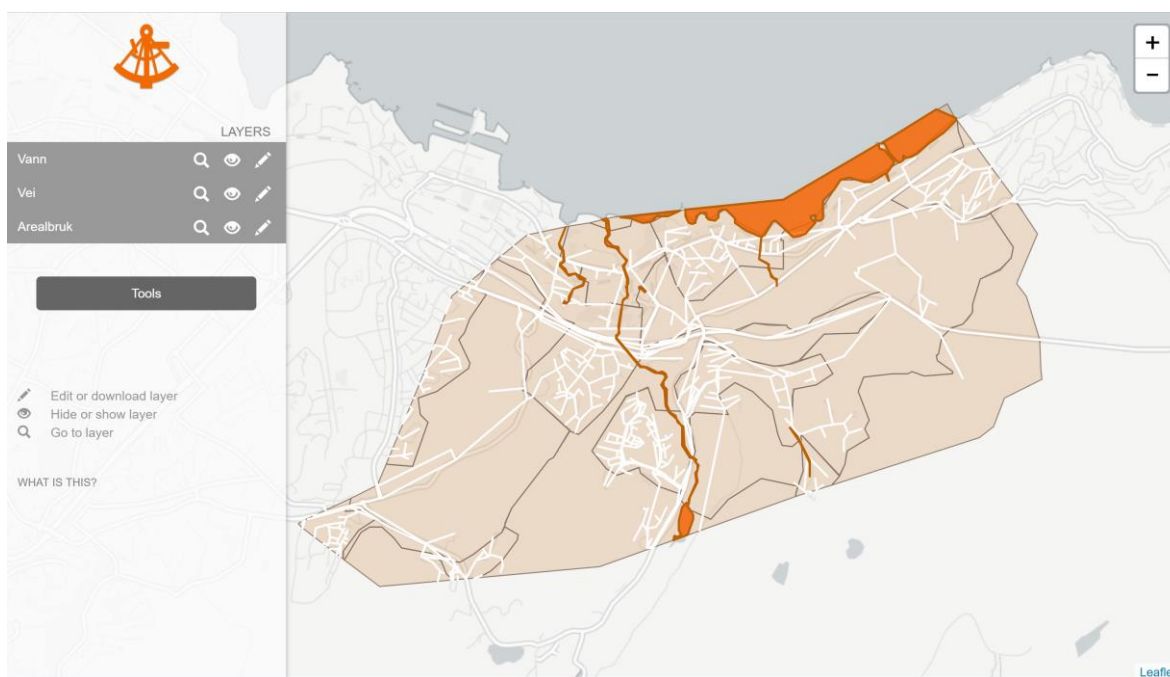 LAYERS
Vann
Vei
Arealbruk
Tools
Edit or download layer
Hide or show layer
Go to layer
WHAT IS THIS?
+
−
Leafle